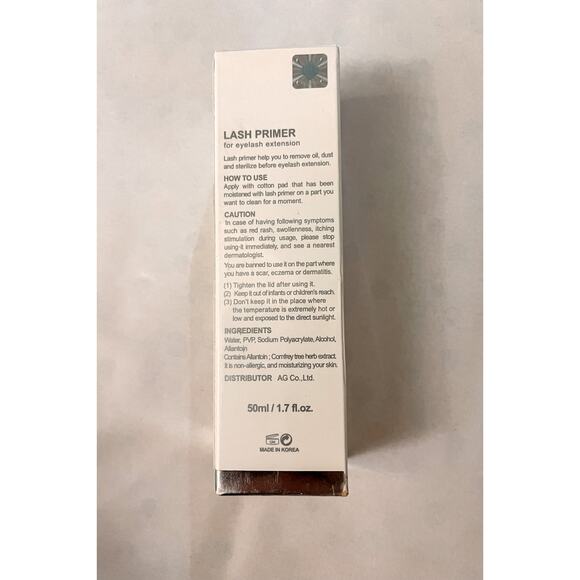 LASH PRIMER
for eyelash extension
Lash primer help you to remove oil, dust
and sterilize before eyelash extension.
HOW TO USE
Apply with cotton pad that has been
moistened with lash primer on a part you
want to clean for a moment.
CAUTION
In case of having following symptoms
such as red rash, swollenness, itching
stimulation during usage, please stop
using it immediately, and see a nearest
dermatologist.
You are banned to use it on the part where
you have a scar, eczema or dermatitis.
(1) Tighten the lid after using it.
(2) Keep it out of infants or children's reach.
(3) Don't keep it in the place where
the temperature is extremely hot or
low and exposed to the direct sunlight.
INGREDIENTS
Water, PVP, Sodium Polyacrylate, Alcohol,
Allantoin
Contains Allantoin ; Comfrey tree herb extract.
It is non-allergic, and moisturizing your skin.
DISTRIBUTOR AG Co.,Ltd.
50ml / 1.7 fl.oz.
MADE IN KOREA